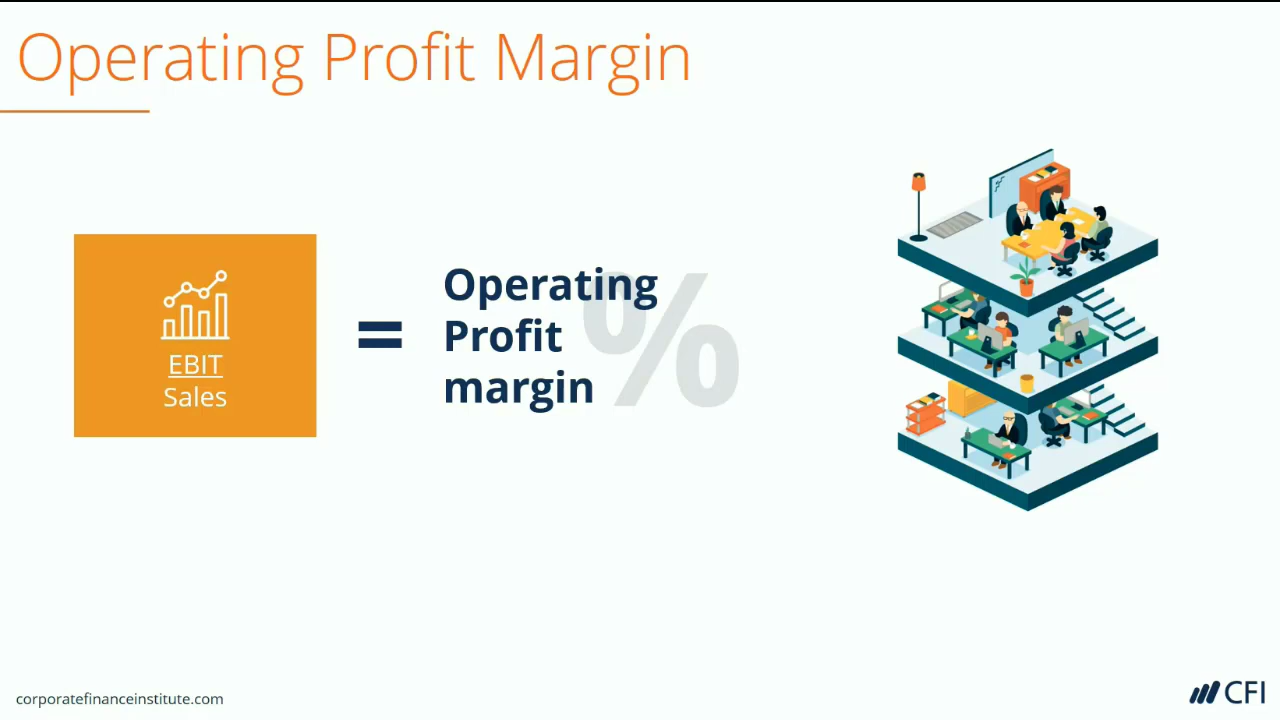 Operating Profit Margin
EBIT
Sales
=
Operating
Profit
margin
%
corporatefinanceinstitute.com
CFI